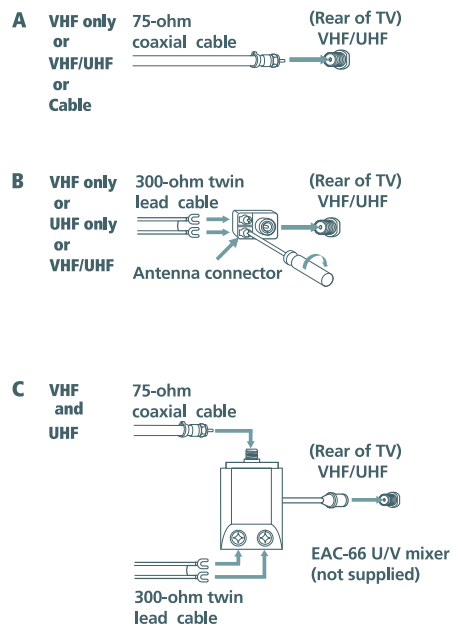 A VHF only 75-ohm (Rear of TV)
or coaxial cable VHF/UHF
VHF/UHF
or
Cable
B VHF only 300-ohm twin (Rear of TV)
or lead cable VHF/UHF
UHF only
or
VHF/UHF Antenna connector
C VHF 75-ohm
and coaxial cable
UHF
(Rear of TV)
VHF/UHF
EAC-66 U/V mixer
(not supplied)
300-ohm twin
lead cable